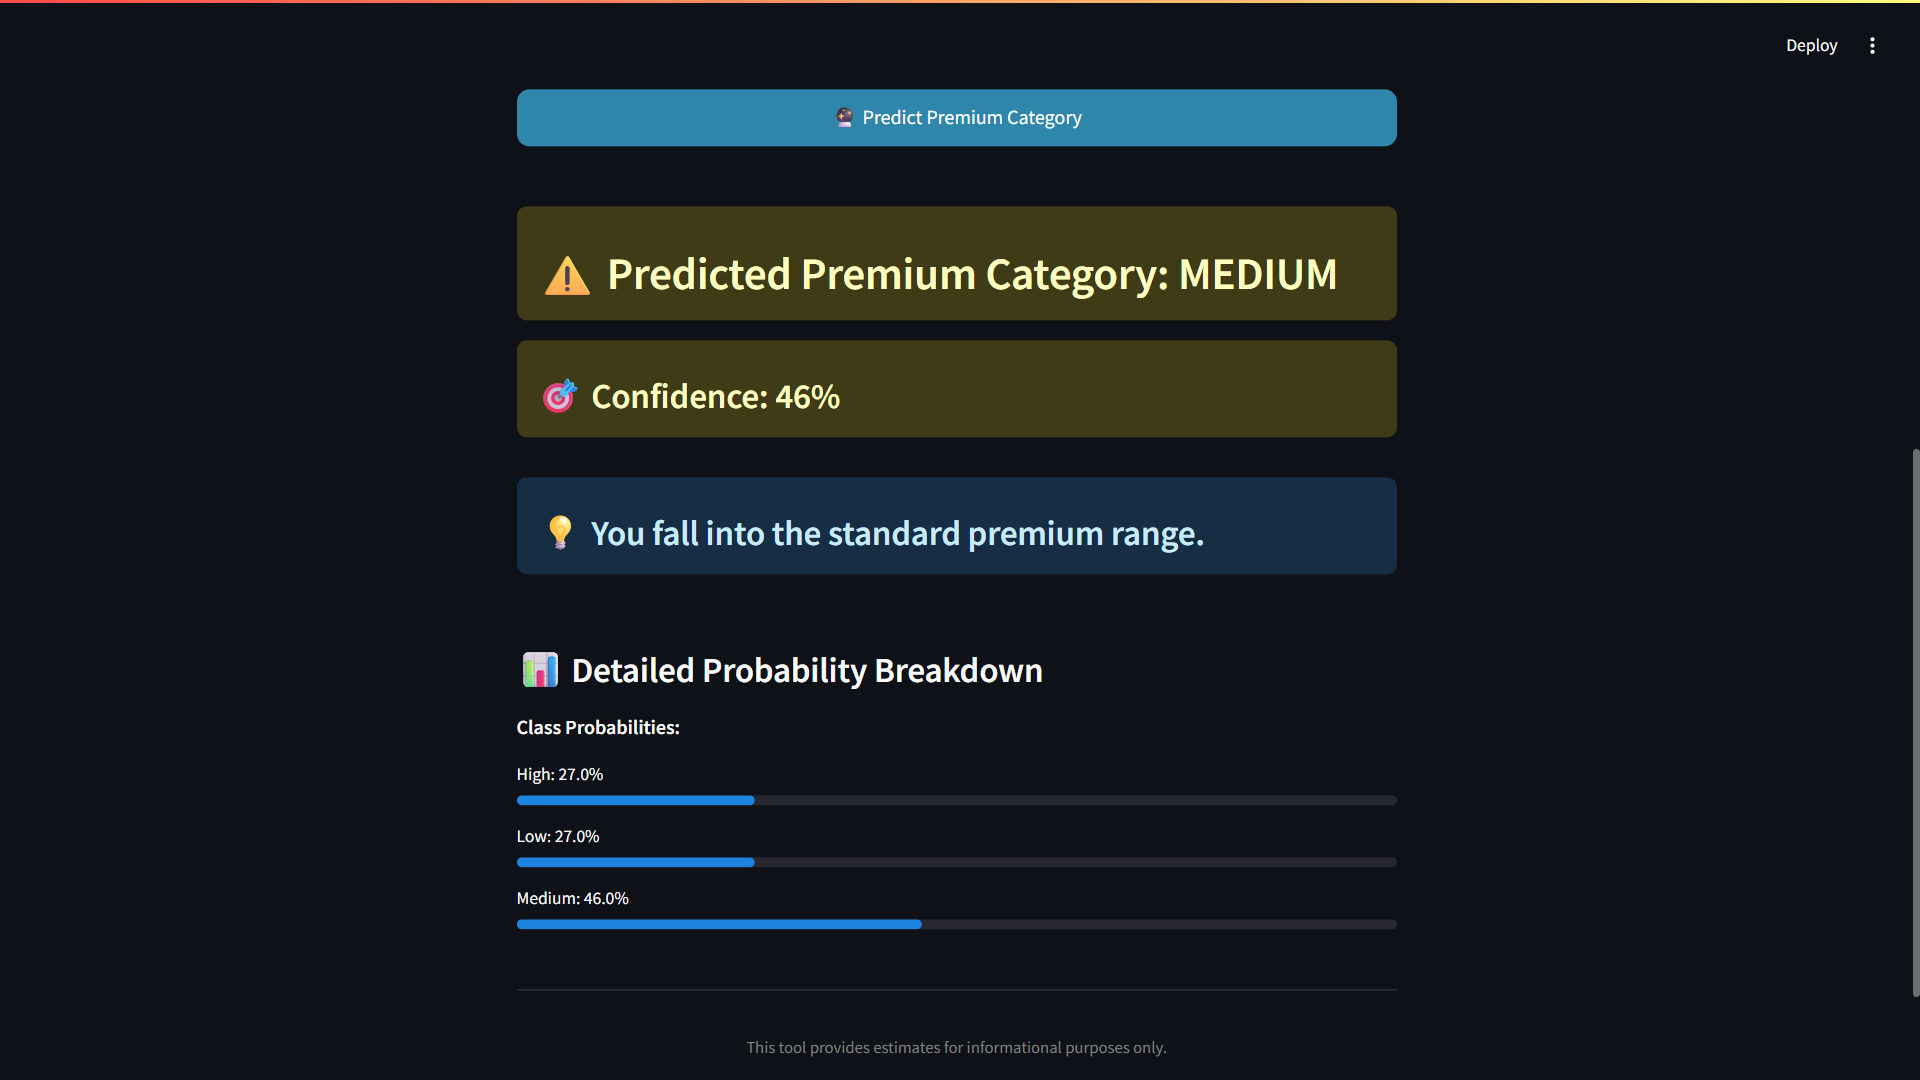 Deploy
Predict Premium Category
Predicted Premium Category: MEDIUM
Confidence: 46%
You fall into the standard premium range.
Detailed Probability Breakdown
Class Probabilities:
High: 27.0%
Low: 27.0%
Medium: 46.0%
This tool provides estimates for informational purposes only.